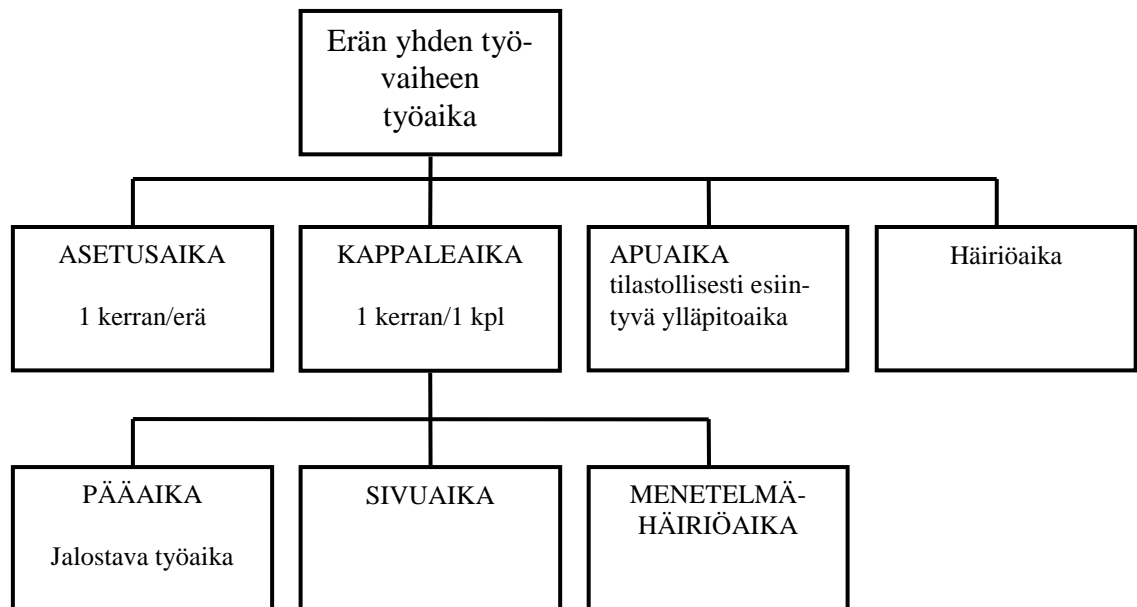 Erän yhden työ-
vaiheen
työaika
ASETUSAIKA
1 kerran/erä
KAPPALEAIKA
1 kerran/1 kpl
APUAIKA
tilastollisesti esiin-
tyvä ylläpitoaika
Häiriöaika
PÄÄAIKA
Jalostava työaika
SIVUAIKA
MENETELMÄ-
HÄIRIÖAIKA